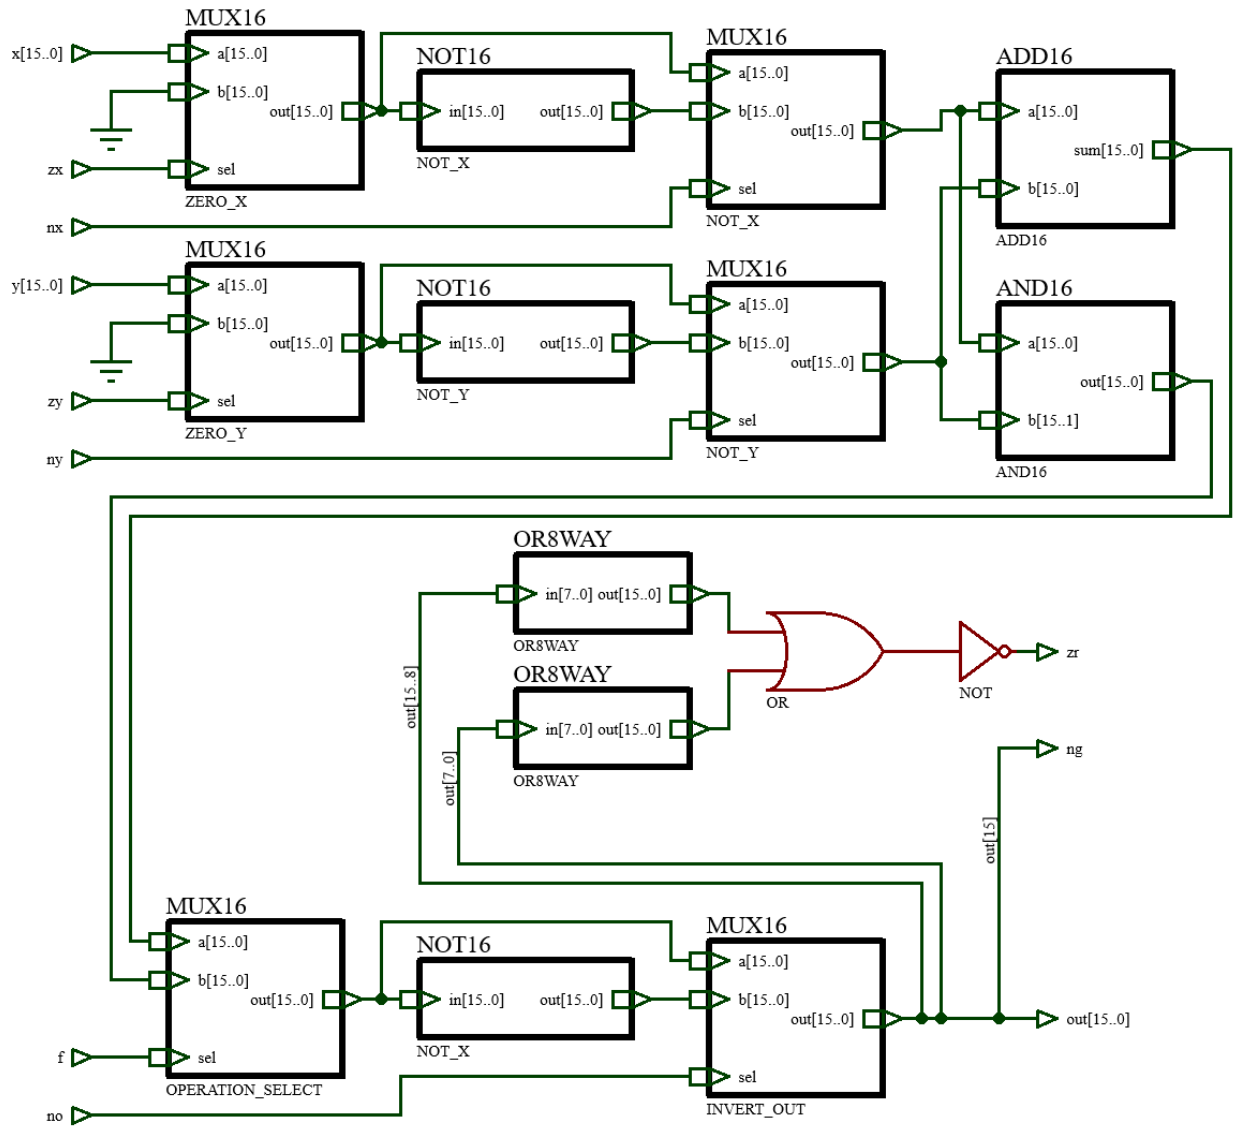 MUX16
x[15..0]
a[15..0]
b[15..0]
out[15..0]
zx
sel
ZERO_X
nx
NOT16
in[15..0]
out[15..0]
NOT_X
MUX16
a[15..0]
b[15..0]
out[15..0]
sel
NOT_X
ADD16
a[15..0]
sum[15..0]
b[15..0]
ADD16
MUX16
y[15..0]
a[15..0]
b[15..0]
out[15..0]
zy
sel
ZERO_Y
ny
NOT16
in[15..0]
out[15..0]
NOT_Y
MUX16
a[15..0]
b[15..0]
out[15..0]
sel
NOT_Y
AND16
a[15..0]
out[15..0]
b[15..1]
AND16
OR8WAY
in[7..0] out[15..0]
OR8WAY
out[15..8]
OR8WAY
in[7..0] out[15..0]
OR8WAY
out[7..0]
OR
NOT
zr
ng
out[15]
MUX16
a[15..0]
b[15..0]
out[15..0]
f
sel
OPERATION_SELECT
no
NOT16
in[15..0]
out[15..0]
NOT_X
MUX16
a[15..0]
b[15..0]
out[15..0]
sel
INVERT_OUT
out[15..0]